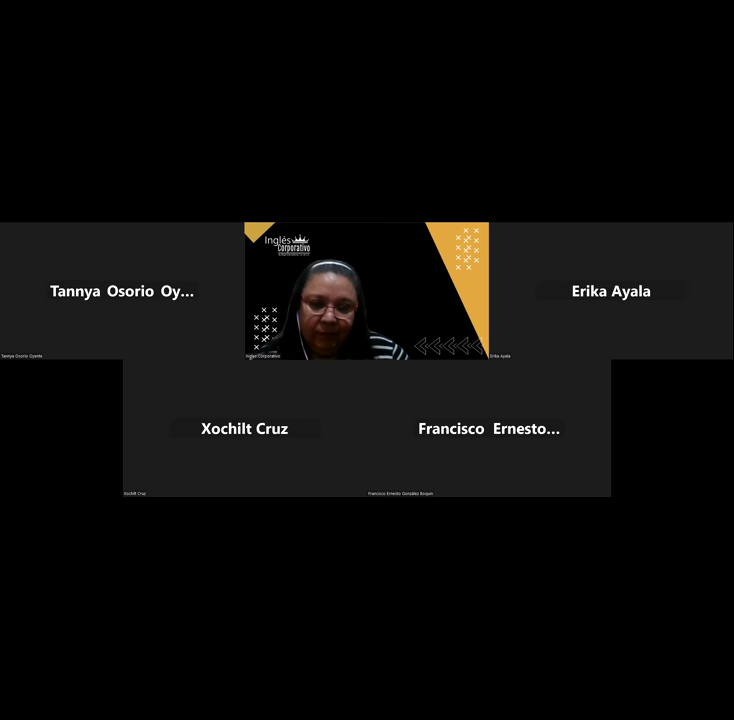 Tannya Osorio Oy...
Tannya Osorio Oyente
Inglés
Corporativo
Inglés Corporativo
Erika Ayala
Erika Ayala
Xochilt Cruz
Xochilt Cruz
Francisco Ernesto...
Francisco Ernesto González Boquin